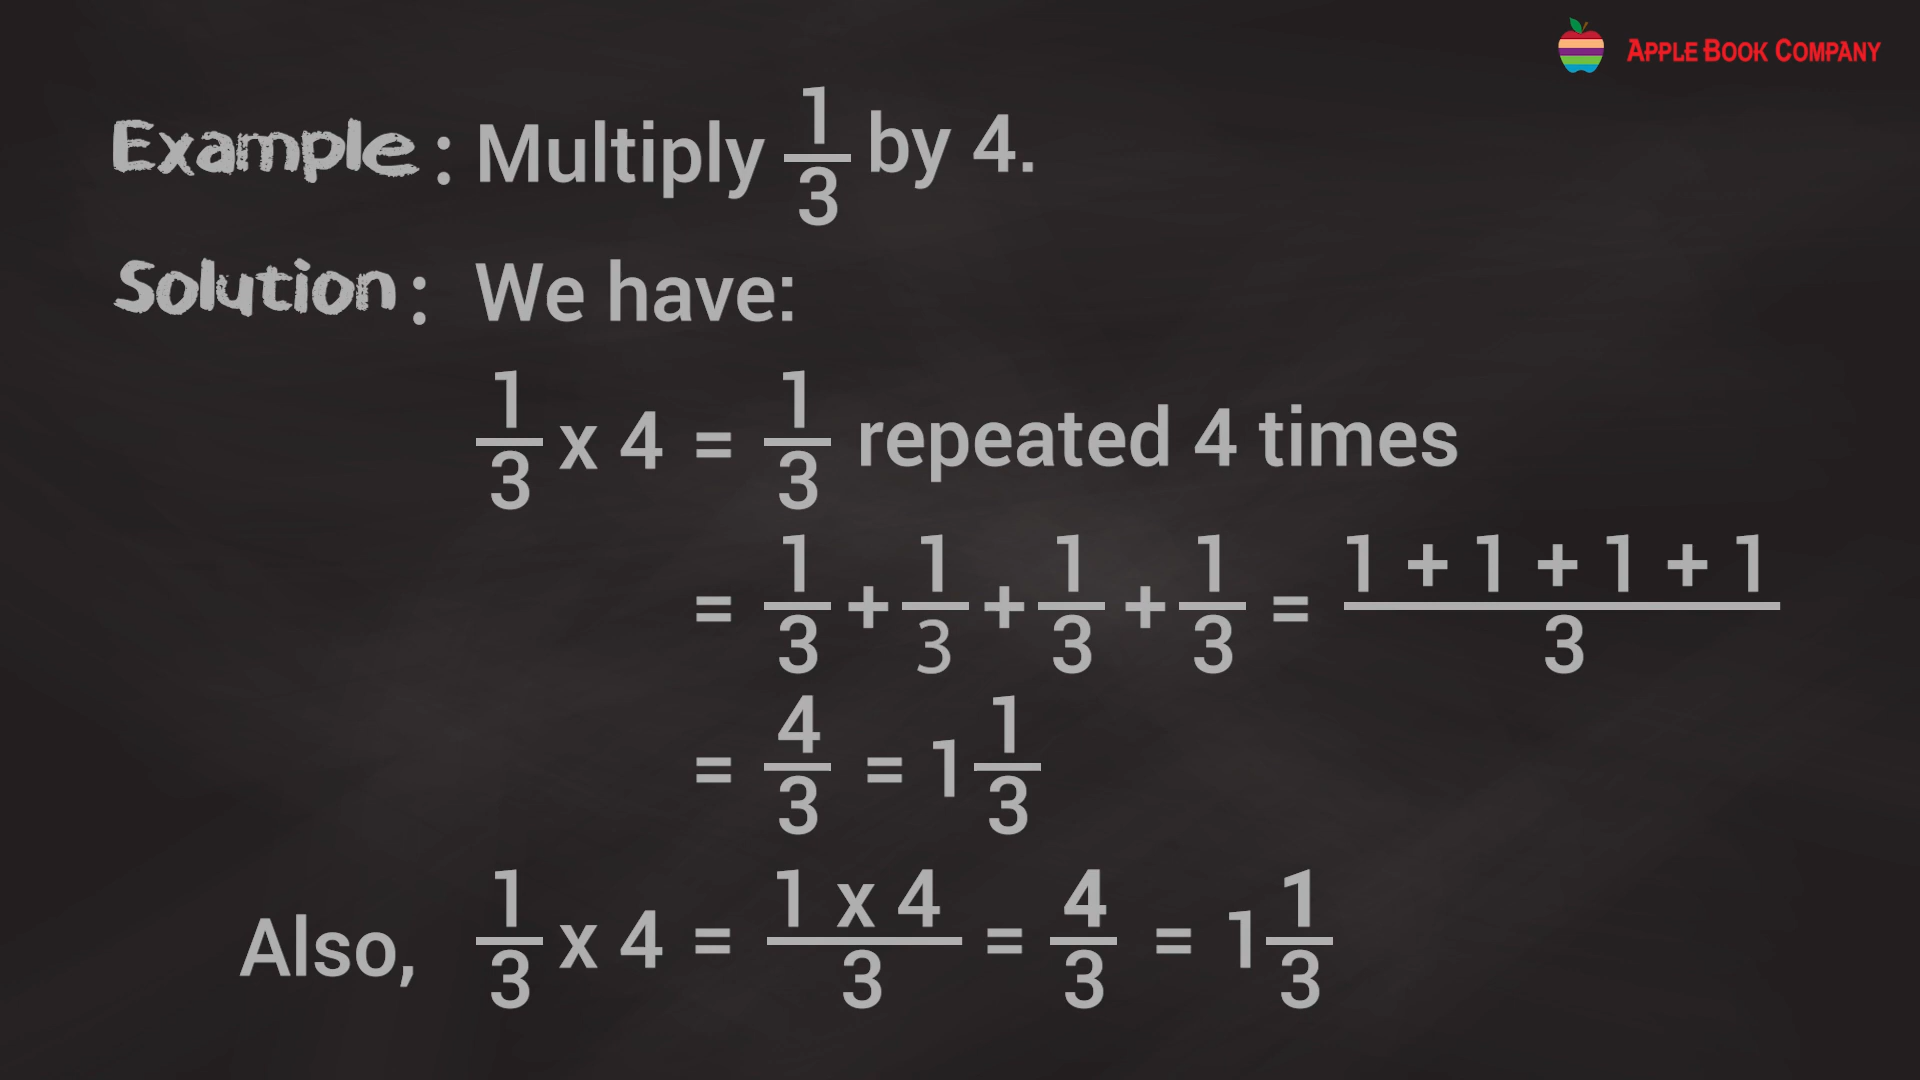 APPLE BOOK COMPANY
Example : Multiply 1/3 by 4.
Solution : We have:
1/3 x 4 = 1/3 repeated 4 times
= 1/3 + 1/3 + 1/3 + 1/3 = (1 + 1 + 1 + 1)/3
= 4/3 = 1 1/3
Also, 1/3 x 4 = (1 x 4)/3 = 4/3 = 1 1/3